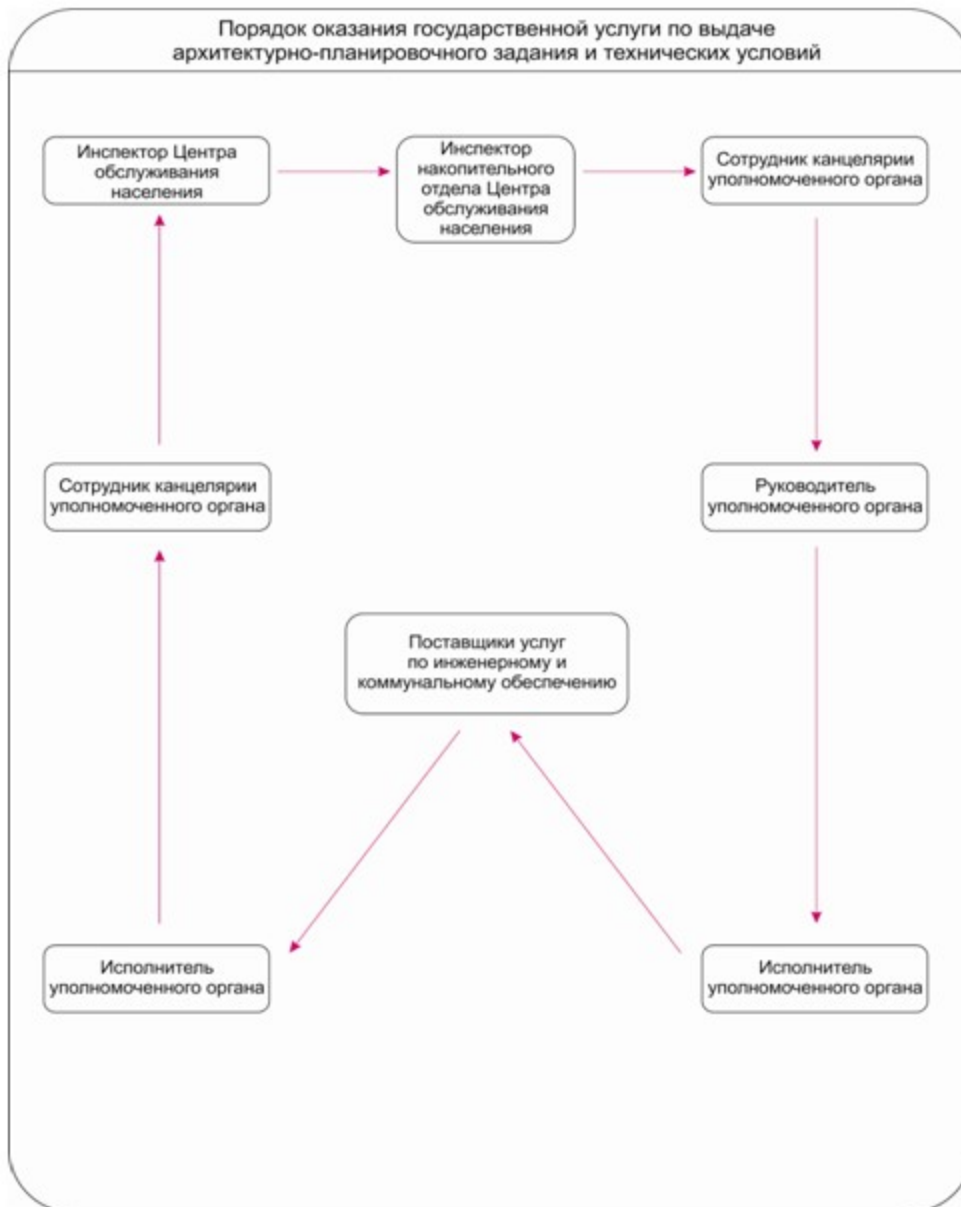 Порядок оказания государственной услуги по выдаче
архитектурно-планировочного задания и технических условий
Инспектор Центра
обслуживания
населения
Инспектор
накопительного
отдела Центра
обслуживания
населения
Сотрудник канцелярии
уполномоченного органа
Сотрудник канцелярии
уполномоченного органа
Руководитель
уполномоченного органа
Поставщики услуг
по инженерному и
коммунальному обеспечению
Исполнитель
уполномоченного органа
Исполнитель
уполномоченного органа